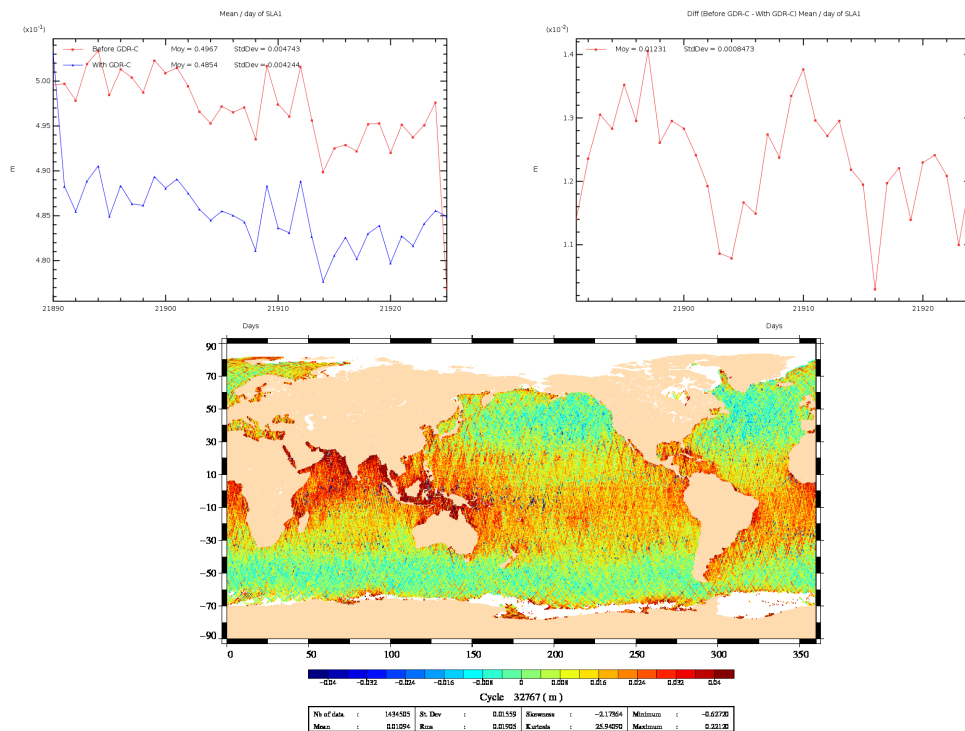 Mean / day of SLA1
(x10⁻¹)
Before GDR-C Moy = 0.4967 StdDev = 0.004743
With GDR-C Moy = 0.4854 StdDev = 0.004244
5.00
4.95
4.90
4.85
4.80
m
21890 21900 21910 21920
Days
Diff (Before GDR-C - With GDR-C) Mean / day of SLA1
(x10⁻²)
Moy = 0.01231 StdDev = 0.0008473
1.4
1.3
1.2
1.1
m
21900 21910 21920
Days
90
70
50
30
10
−10
−30
−50
−70
−90
0 50 100 150 200 250 300 350
−0.04 −0.032 −0.024 −0.016 −0.008 0 0.008 0.016 0.024 0.032 0.04
Cycle 32767 ( m )
Nb of data. : 1434505 St. Dev : 0.01559 Skewness : −2.17364 Minimum : −0.62720
Mean : 0.01094 Rms : 0.01905 Kurtosis : 25.94090 Maximum : 0.22120